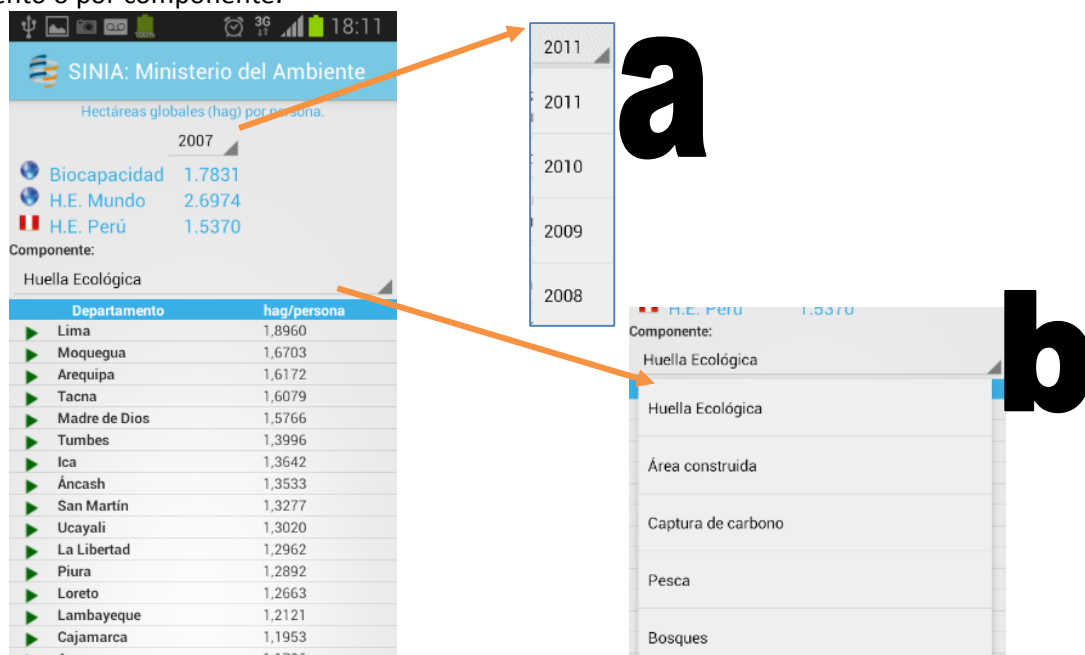 ento o por componente.
100%
3G
18:11
SINIA: Ministerio del Ambiente
Hectáreas globales (hag) por persona.
2007
Biocapacidad 1.7831
H.E. Mundo 2.6974
H.E. Perú 1.5370
Componente:
Huella Ecológica
Departamento hag/persona
Lima 1,8960
Moquegua 1,6703
Arequipa 1,6172
Tacna 1,6079
Madre de Dios 1,5766
Tumbes 1,3996
Ica 1,3642
Áncash 1,3533
San Martín 1,3277
Ucayali 1,3020
La Libertad 1,2962
Piura 1,2892
Loreto 1,2663
Lambayeque 1,2121
Cajamarca 1,1953
2011
2011
2010
2009
2008
a
H.E. Perú 1.5370
Componente:
Huella Ecológica
Huella Ecológica
Área construida
Captura de carbono
Pesca
Bosques
b